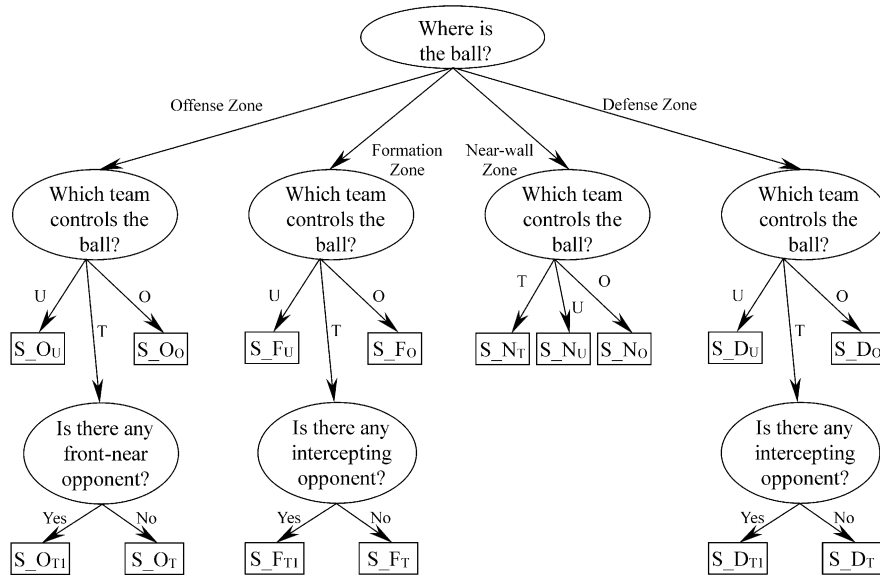 Where is
the ball?
Offense Zone
Formation
Zone
Near-wall
Zone
Defense Zone
Which team
controls the
ball?
Which team
controls the
ball?
Which team
controls the
ball?
Which team
controls the
ball?
U
T
O
U
T
O
T
U
O
U
T
O
S_OU
S_OO
S_FU
S_FO
S_NT
S_NU
S_NO
S_DU
S_DO
Is there any
front-near
opponent?
Is there any
intercepting
opponent?
Is there any
intercepting
opponent?
Yes
No
Yes
No
Yes
No
S_OT1
S_OT
S_FT1
S_FT
S_DT1
S_DT